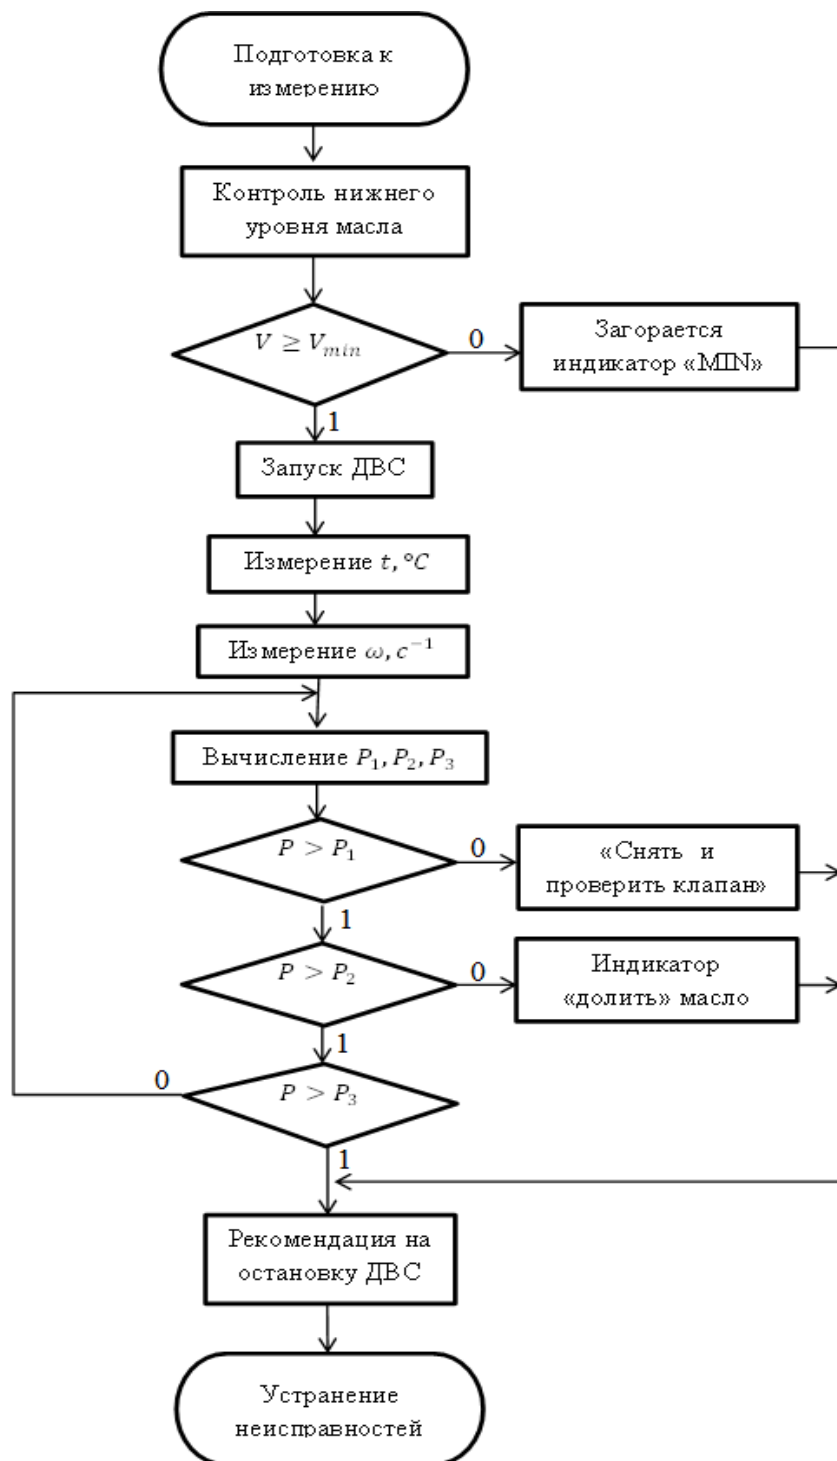 Подготовка к
измерению
Контроль нижнего
уровня масла
V ≥ V_min
0
Загорается
индикатор «MIN»
1
Запуск ДВС
Измерение t, °C
Измерение ω, c⁻¹
Вычисление P₁, P₂, P₃
P > P₁
0
«Снять и
проверить клапан»
1
P > P₂
0
Индикатор
«долить» масло
1
0
P > P₃
1
Рекомендация на
остановку ДВС
Устранение
неисправностей